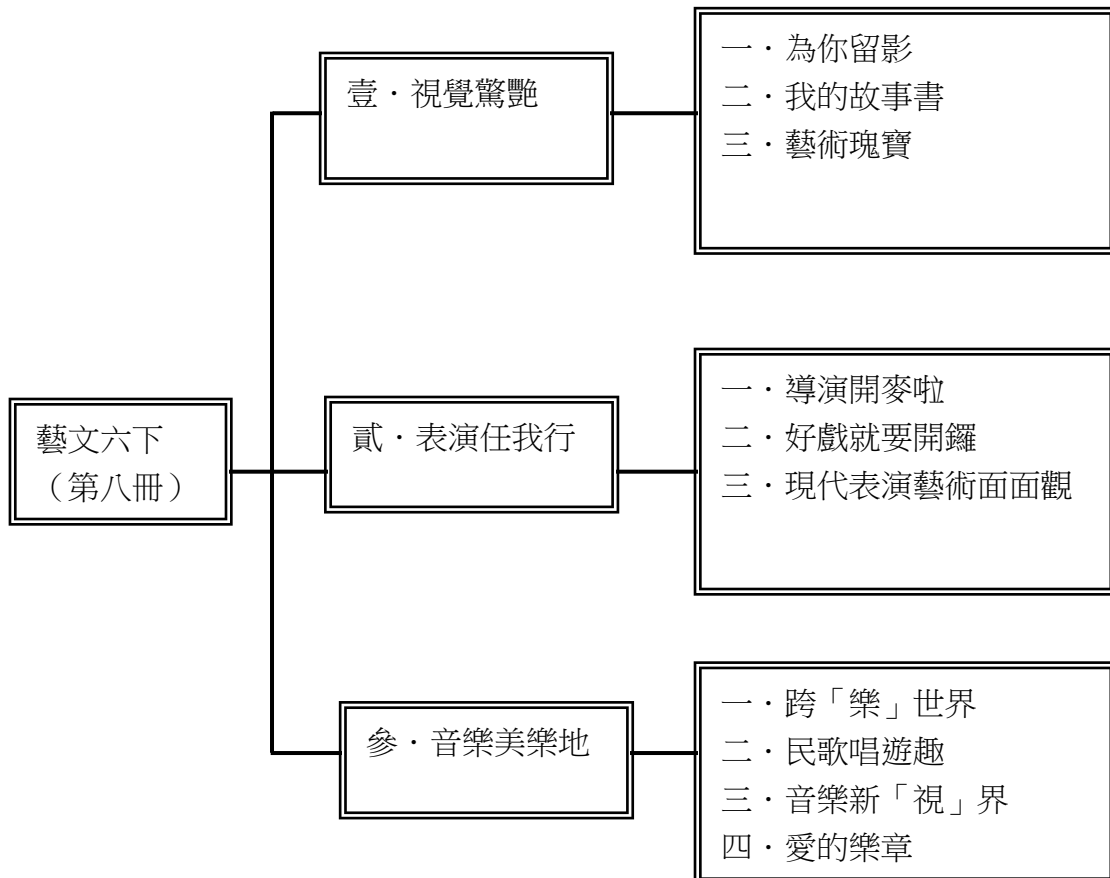 藝文六下
（第八冊）
壹．視覺驚艷
一．為你留影
二．我的故事書
三．藝術瑰寶
貳．表演任我行
一．導演開麥啦
二．好戲就要開鑼
三．現代表演藝術面面觀
參．音樂美樂地
一．跨「樂」世界
二．民歌唱遊趣
三．音樂新「視」界
四．愛的樂章